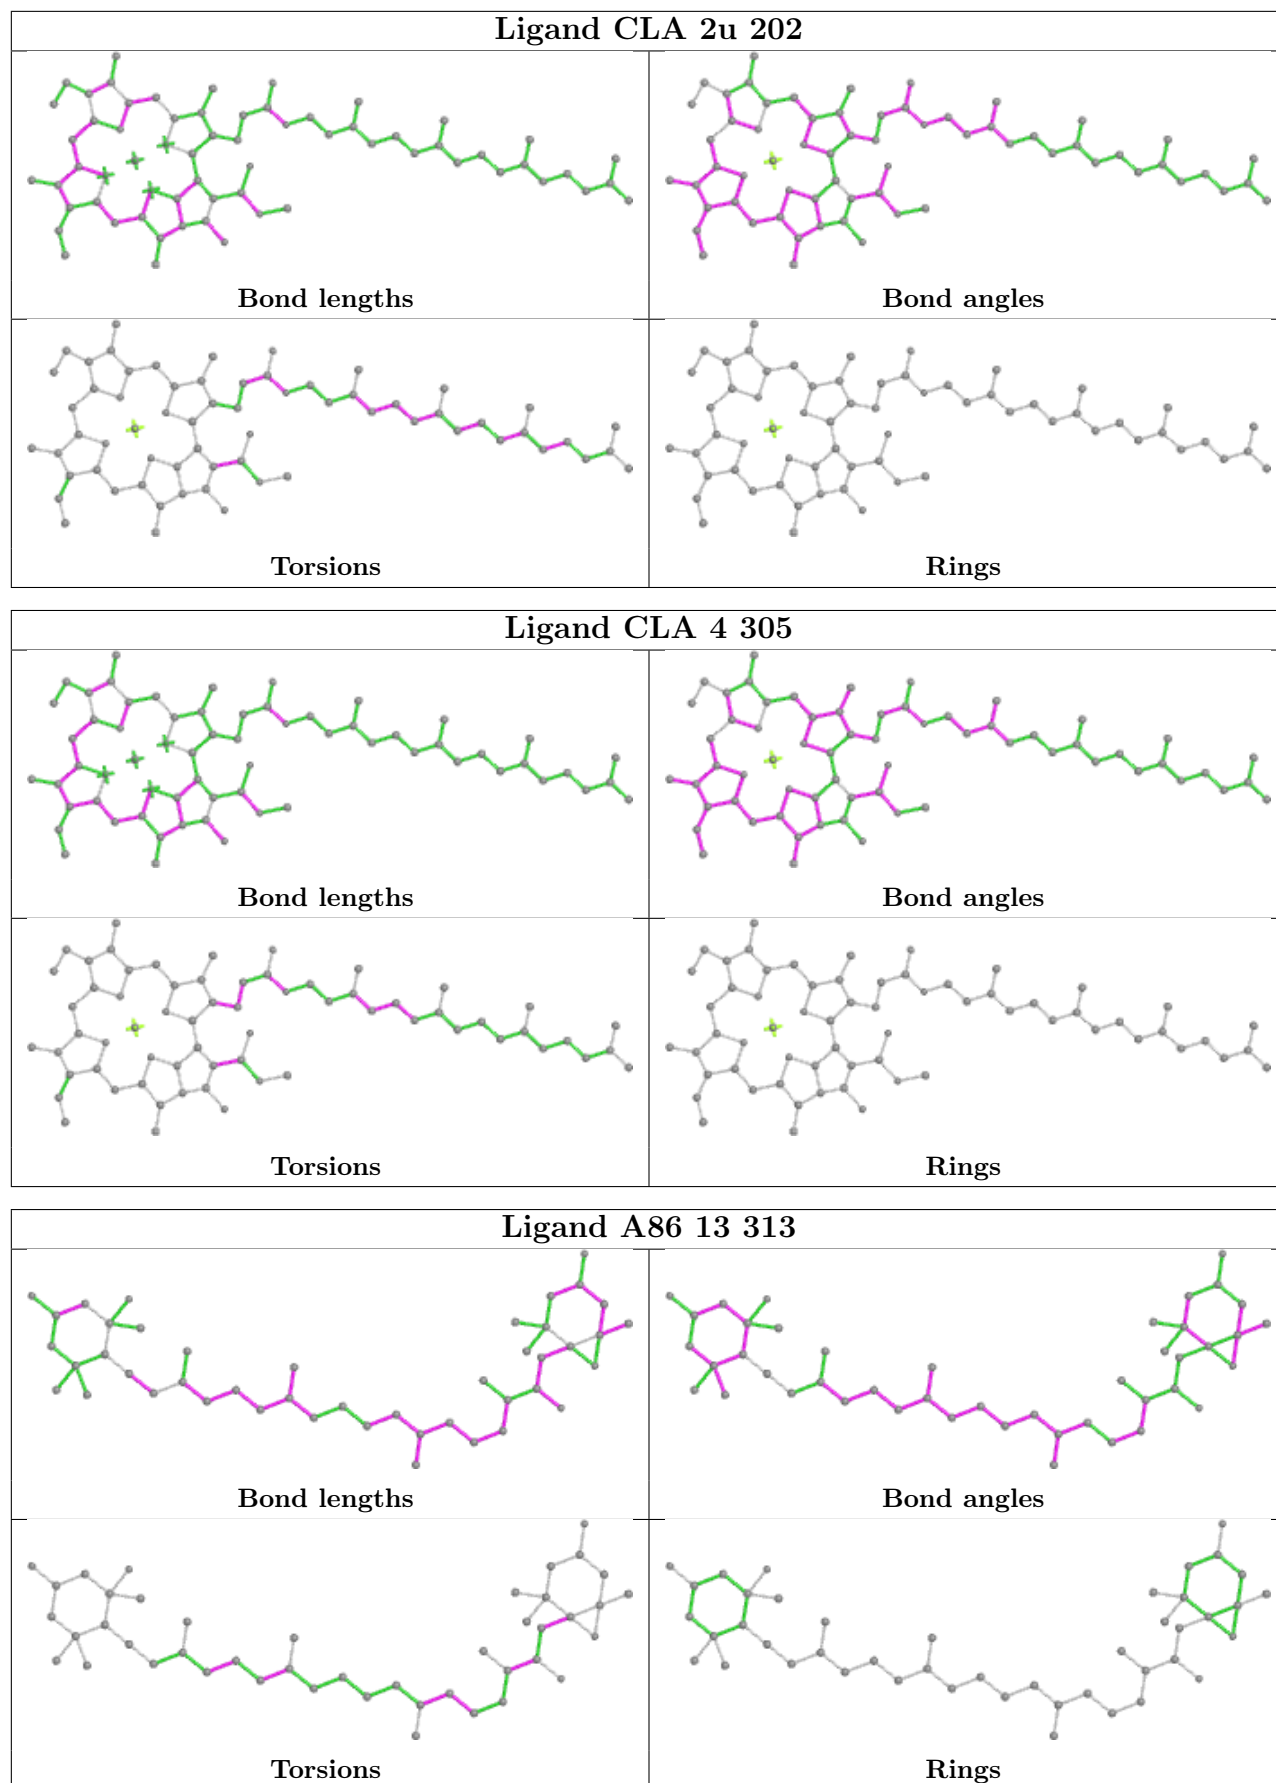 Ligand CLA 2u 202
Bond lengths
Bond angles
Torsions
Rings
Ligand CLA 4 305
Bond lengths
Bond angles
Torsions
Rings
Ligand A86 13 313
Bond lengths
Bond angles
Torsions
Rings